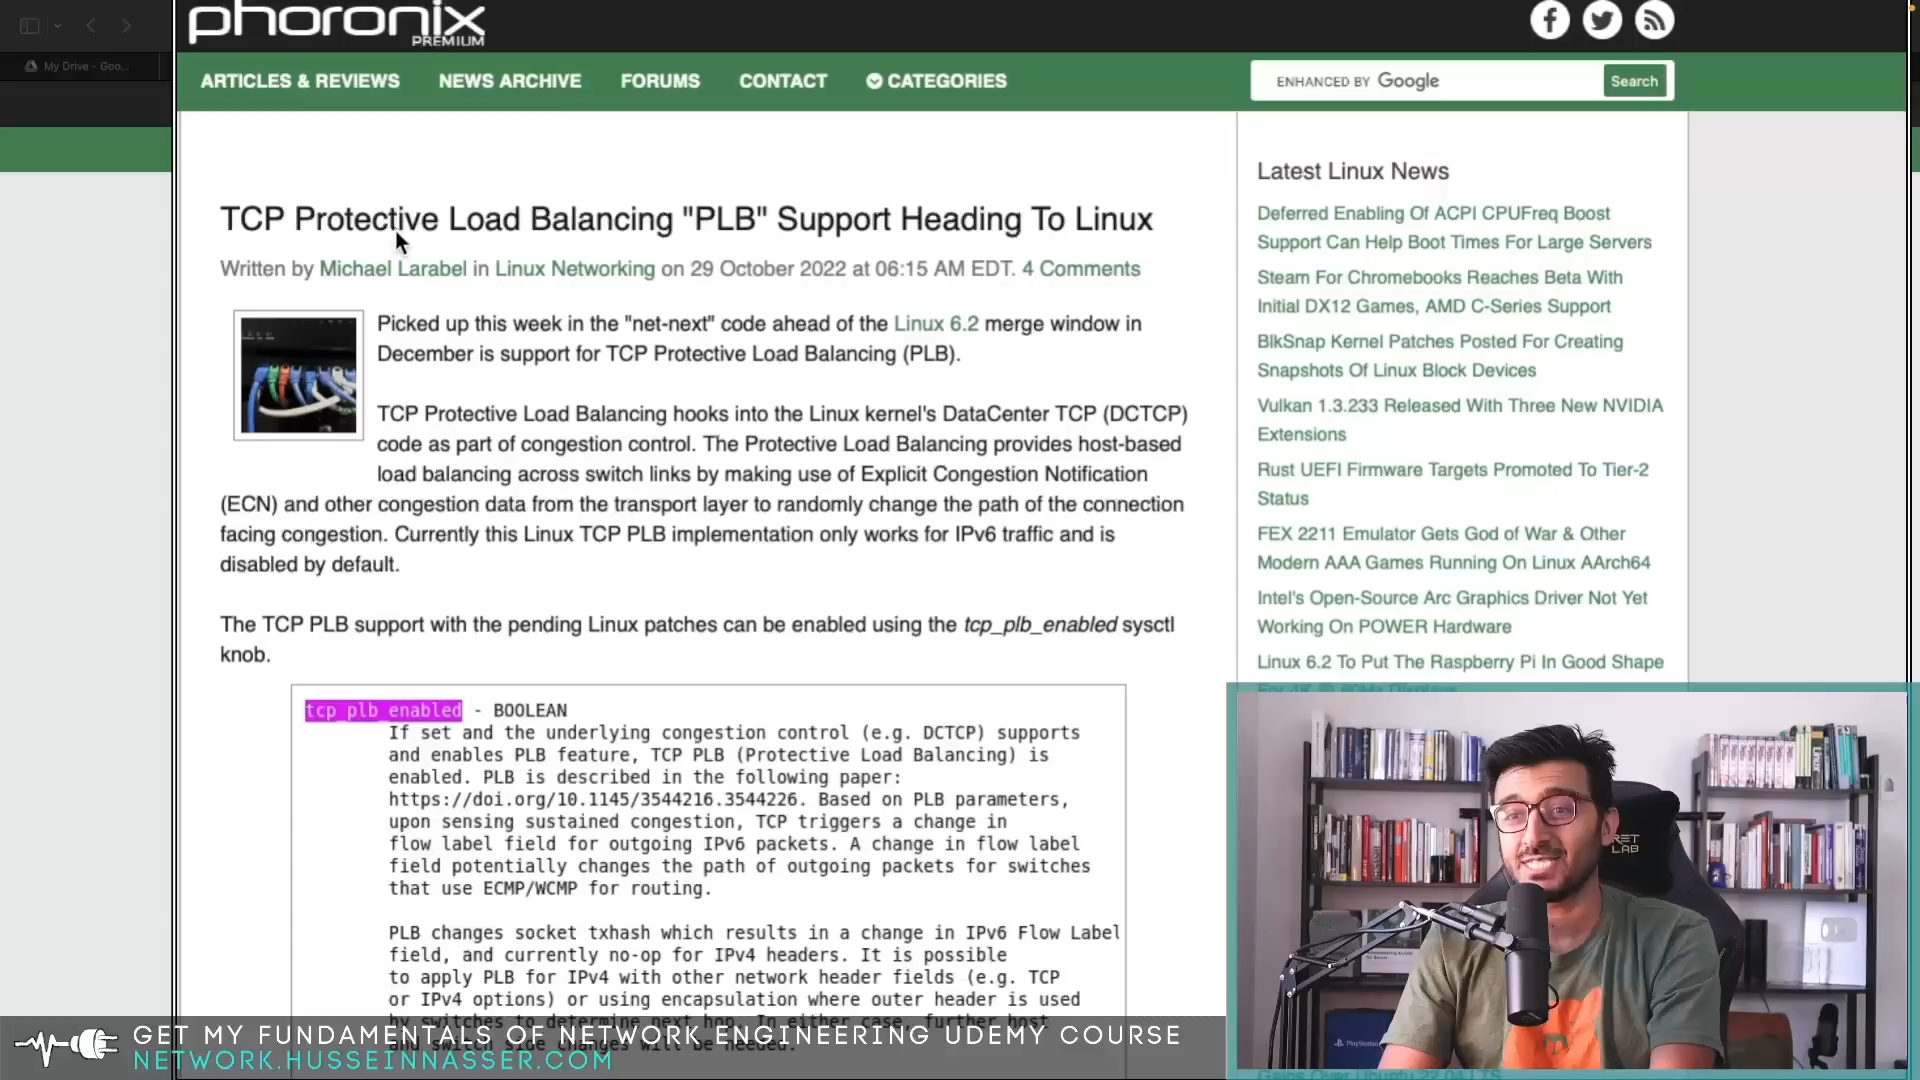 phoronix
PREMIUM
My Drive - Goo...
ARTICLES & REVIEWS
NEWS ARCHIVE
FORUMS
CONTACT
CATEGORIES
ENHANCED BY Google
Search
TCP Protective Load Balancing "PLB" Support Heading To Linux
Written by Michael Larabel in Linux Networking on 29 October 2022 at 06:15 AM EDT. 4 Comments
Picked up this week in the "net-next" code ahead of the Linux 6.2 merge window in
December is support for TCP Protective Load Balancing (PLB).
TCP Protective Load Balancing hooks into the Linux kernel's DataCenter TCP (DCTCP)
code as part of congestion control. The Protective Load Balancing provides host-based
load balancing across switch links by making use of Explicit Congestion Notification
(ECN) and other congestion data from the transport layer to randomly change the path of the connection
facing congestion. Currently this Linux TCP PLB implementation only works for IPv6 traffic and is
disabled by default.
The TCP PLB support with the pending Linux patches can be enabled using the tcp_plb_enabled sysctl
knob.
tcp_plb_enabled - BOOLEAN
If set and the underlying congestion control (e.g. DCTCP) supports
and enables PLB feature, TCP PLB (Protective Load Balancing) is
enabled. PLB is described in the following paper:
https://doi.org/10.1145/3544216.3544226. Based on PLB parameters,
upon sensing sustained congestion, TCP triggers a change in
flow label field for outgoing IPv6 packets. A change in flow label
field potentially changes the path of outgoing packets for switches
that use ECMP/WCMP for routing.
PLB changes socket txhash which results in a change in IPv6 Flow Label
field, and currently no-op for IPv4 headers. It is possible
to apply PLB for IPv4 with other network header fields (e.g. TCP
or IPv4 options) or using encapsulation where outer header is used
by switches to determine next hop. In either case, further host
and switch side changes will be needed.
Latest Linux News
Deferred Enabling Of ACPI CPUFreq Boost
Support Can Help Boot Times For Large Servers
Steam For Chromebooks Reaches Beta With
Initial DX12 Games, AMD C-Series Support
BlkSnap Kernel Patches Posted For Creating
Snapshots Of Linux Block Devices
Vulkan 1.3.233 Released With Three New NVIDIA
Extensions
Rust UEFI Firmware Targets Promoted To Tier-2
Status
FEX 2211 Emulator Gets God of War & Other
Modern AAA Games Running On Linux AArch64
Intel's Open-Source Arc Graphics Driver Not Yet
Working On POWER Hardware
Linux 6.2 To Put The Raspberry Pi In Good Shape
LAB
PlayStation
GET MY FUNDAMENTALS OF NETWORK ENGINEERING UDEMY COURSE
NETWORK.HUSSEINNASSER.COM